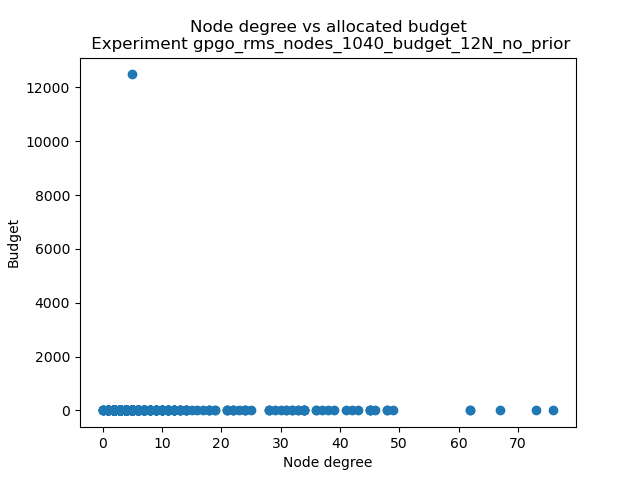 Node degree vs allocated budget
Experiment gpgo_rms_nodes_1040_budget_12N_no_prior
12000
10000
8000
6000
4000
2000
0
Budget
0 10 20 30 40 50 60 70
Node degree